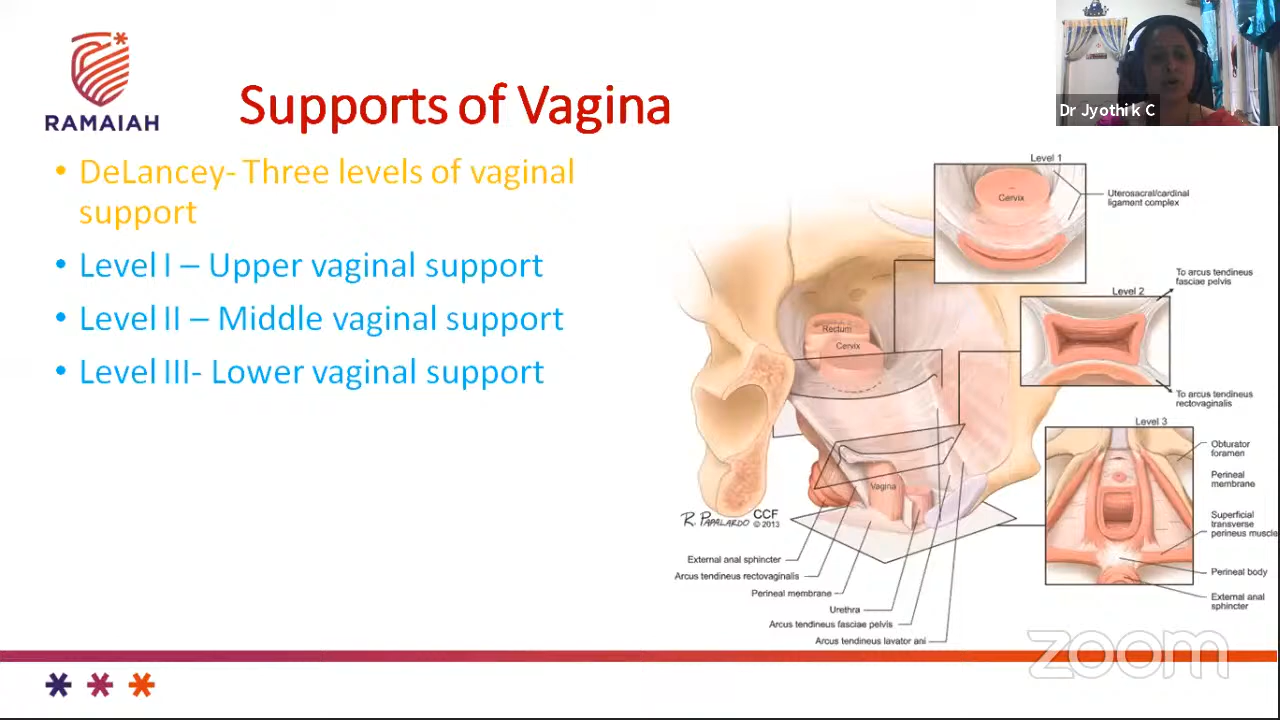 RAMAIAH
Supports of Vagina
Dr Jyothik C
• DeLancey- Three levels of vaginal
support
• Level I – Upper vaginal support
• Level II – Middle vaginal support
• Level III- Lower vaginal support
Level 1
Cervix
Uterosacral/cardinal
ligament complex
Level 2
To arcus tendineus
fasciae pelvis
To arcus tendineus
rectovaginalis
Rectum
Cervix
Vagina
Level 3
Obturator
foramen
Perineal
membrane
Superficial
transverse
perineus muscle
Perineal body
External anal
sphincter
R. PAPALARDO
CCF
© 2013
External anal sphincter
Arcus tendineus rectovaginalis
Perineal membrane
Urethra
Arcus tendineus fasciae pelvis
Arcus tendineus lavator ani
zoom